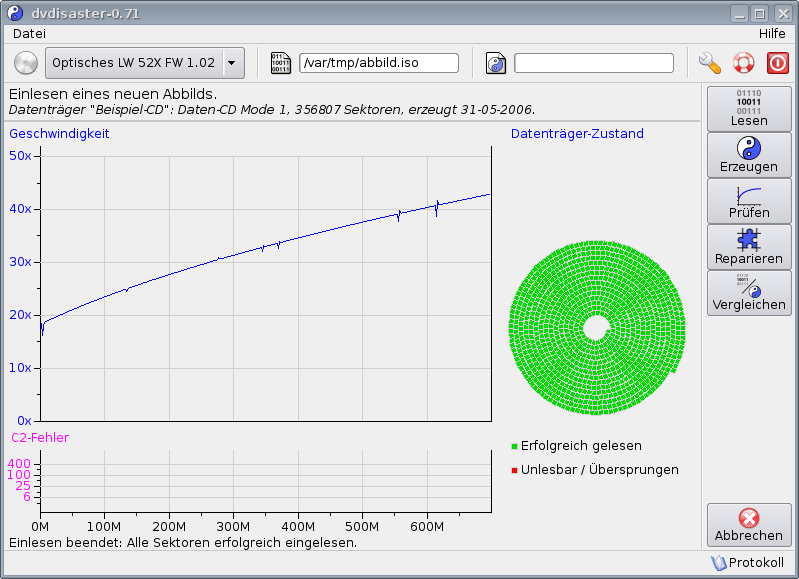 dvdisaster-0.71
Datei Hilfe
Optisches LW 52X FW 1.02 /var/tmp/abbild.iso
Einlesen eines neuen Abbilds.
Datenträger "Beispiel-CD": Daten-CD Mode 1, 356807 Sektoren, erzeugt 31-05-2006.
Geschwindigkeit
50x
40x
30x
20x
10x
0x
C2-Fehler
400
100
25
6
0M 100M 200M 300M 400M 500M 600M
Datenträger-Zustand
Erfolgreich gelesen
Unlesbar / Übersprungen
01110
10011
00111
Lesen
Erzeugen
Prüfen
Reparieren
Vergleichen
Abbrechen
Einlesen beendet: Alle Sektoren erfolgreich eingelesen.
Protokoll